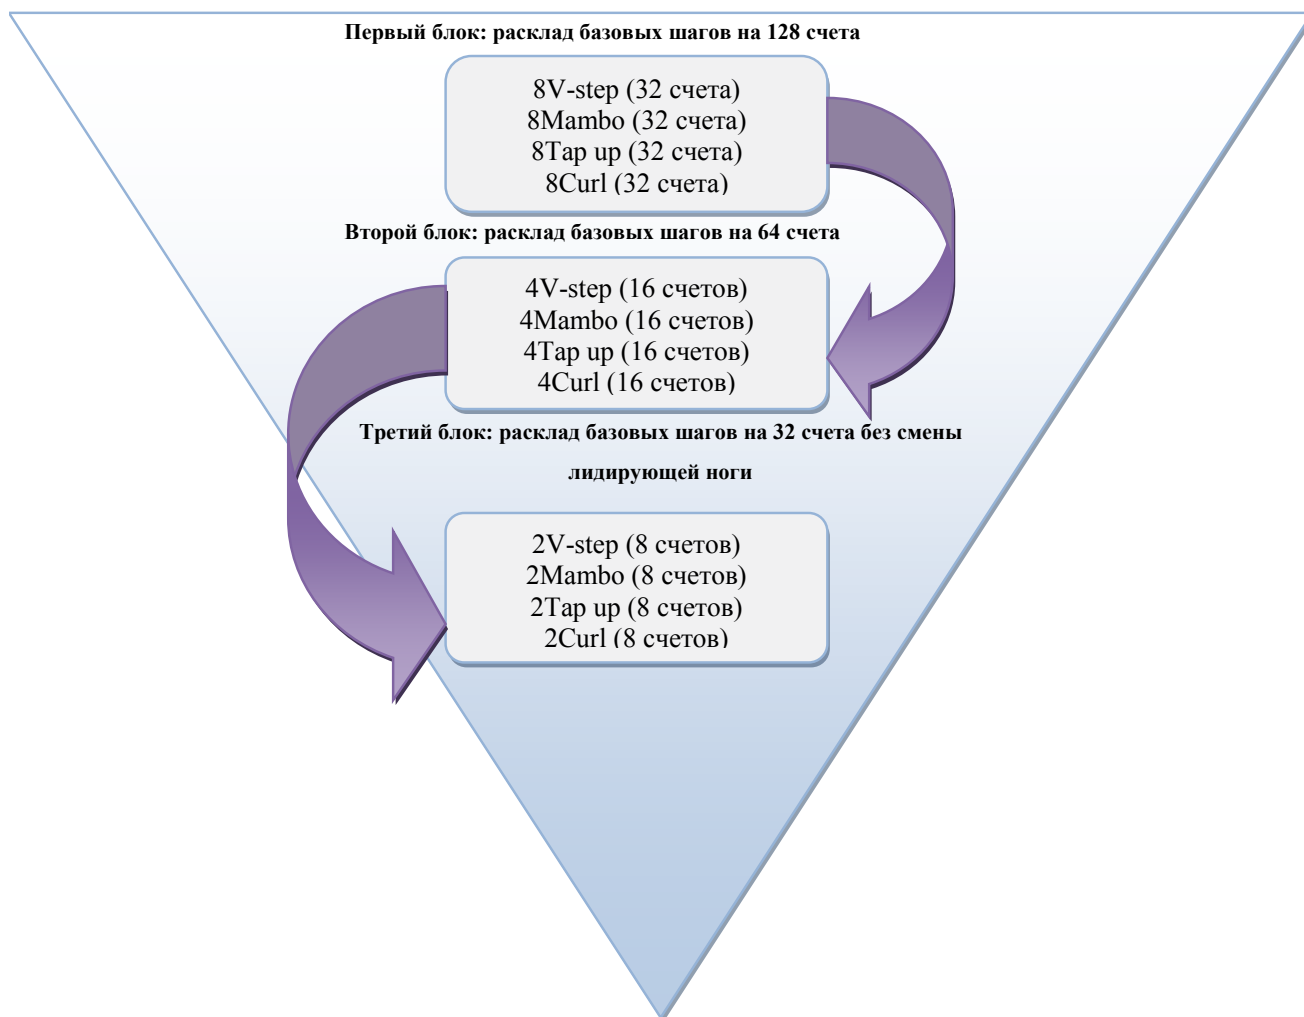 Первый блок: расклад базовых шагов на 128 счета
8V-step (32 счета)
8Mambo (32 счета)
8Tap up (32 счета)
8Curl (32 счета)
Второй блок: расклад базовых шагов на 64 счета
4V-step (16 счетов)
4Mambo (16 счетов)
4Tap up (16 счетов)
4Curl (16 счетов)
Третий блок: расклад базовых шагов на 32 счета без смены
лидирующей ноги
2V-step (8 счетов)
2Mambo (8 счетов)
2Tap up (8 счетов)
2Curl (8 счетов)